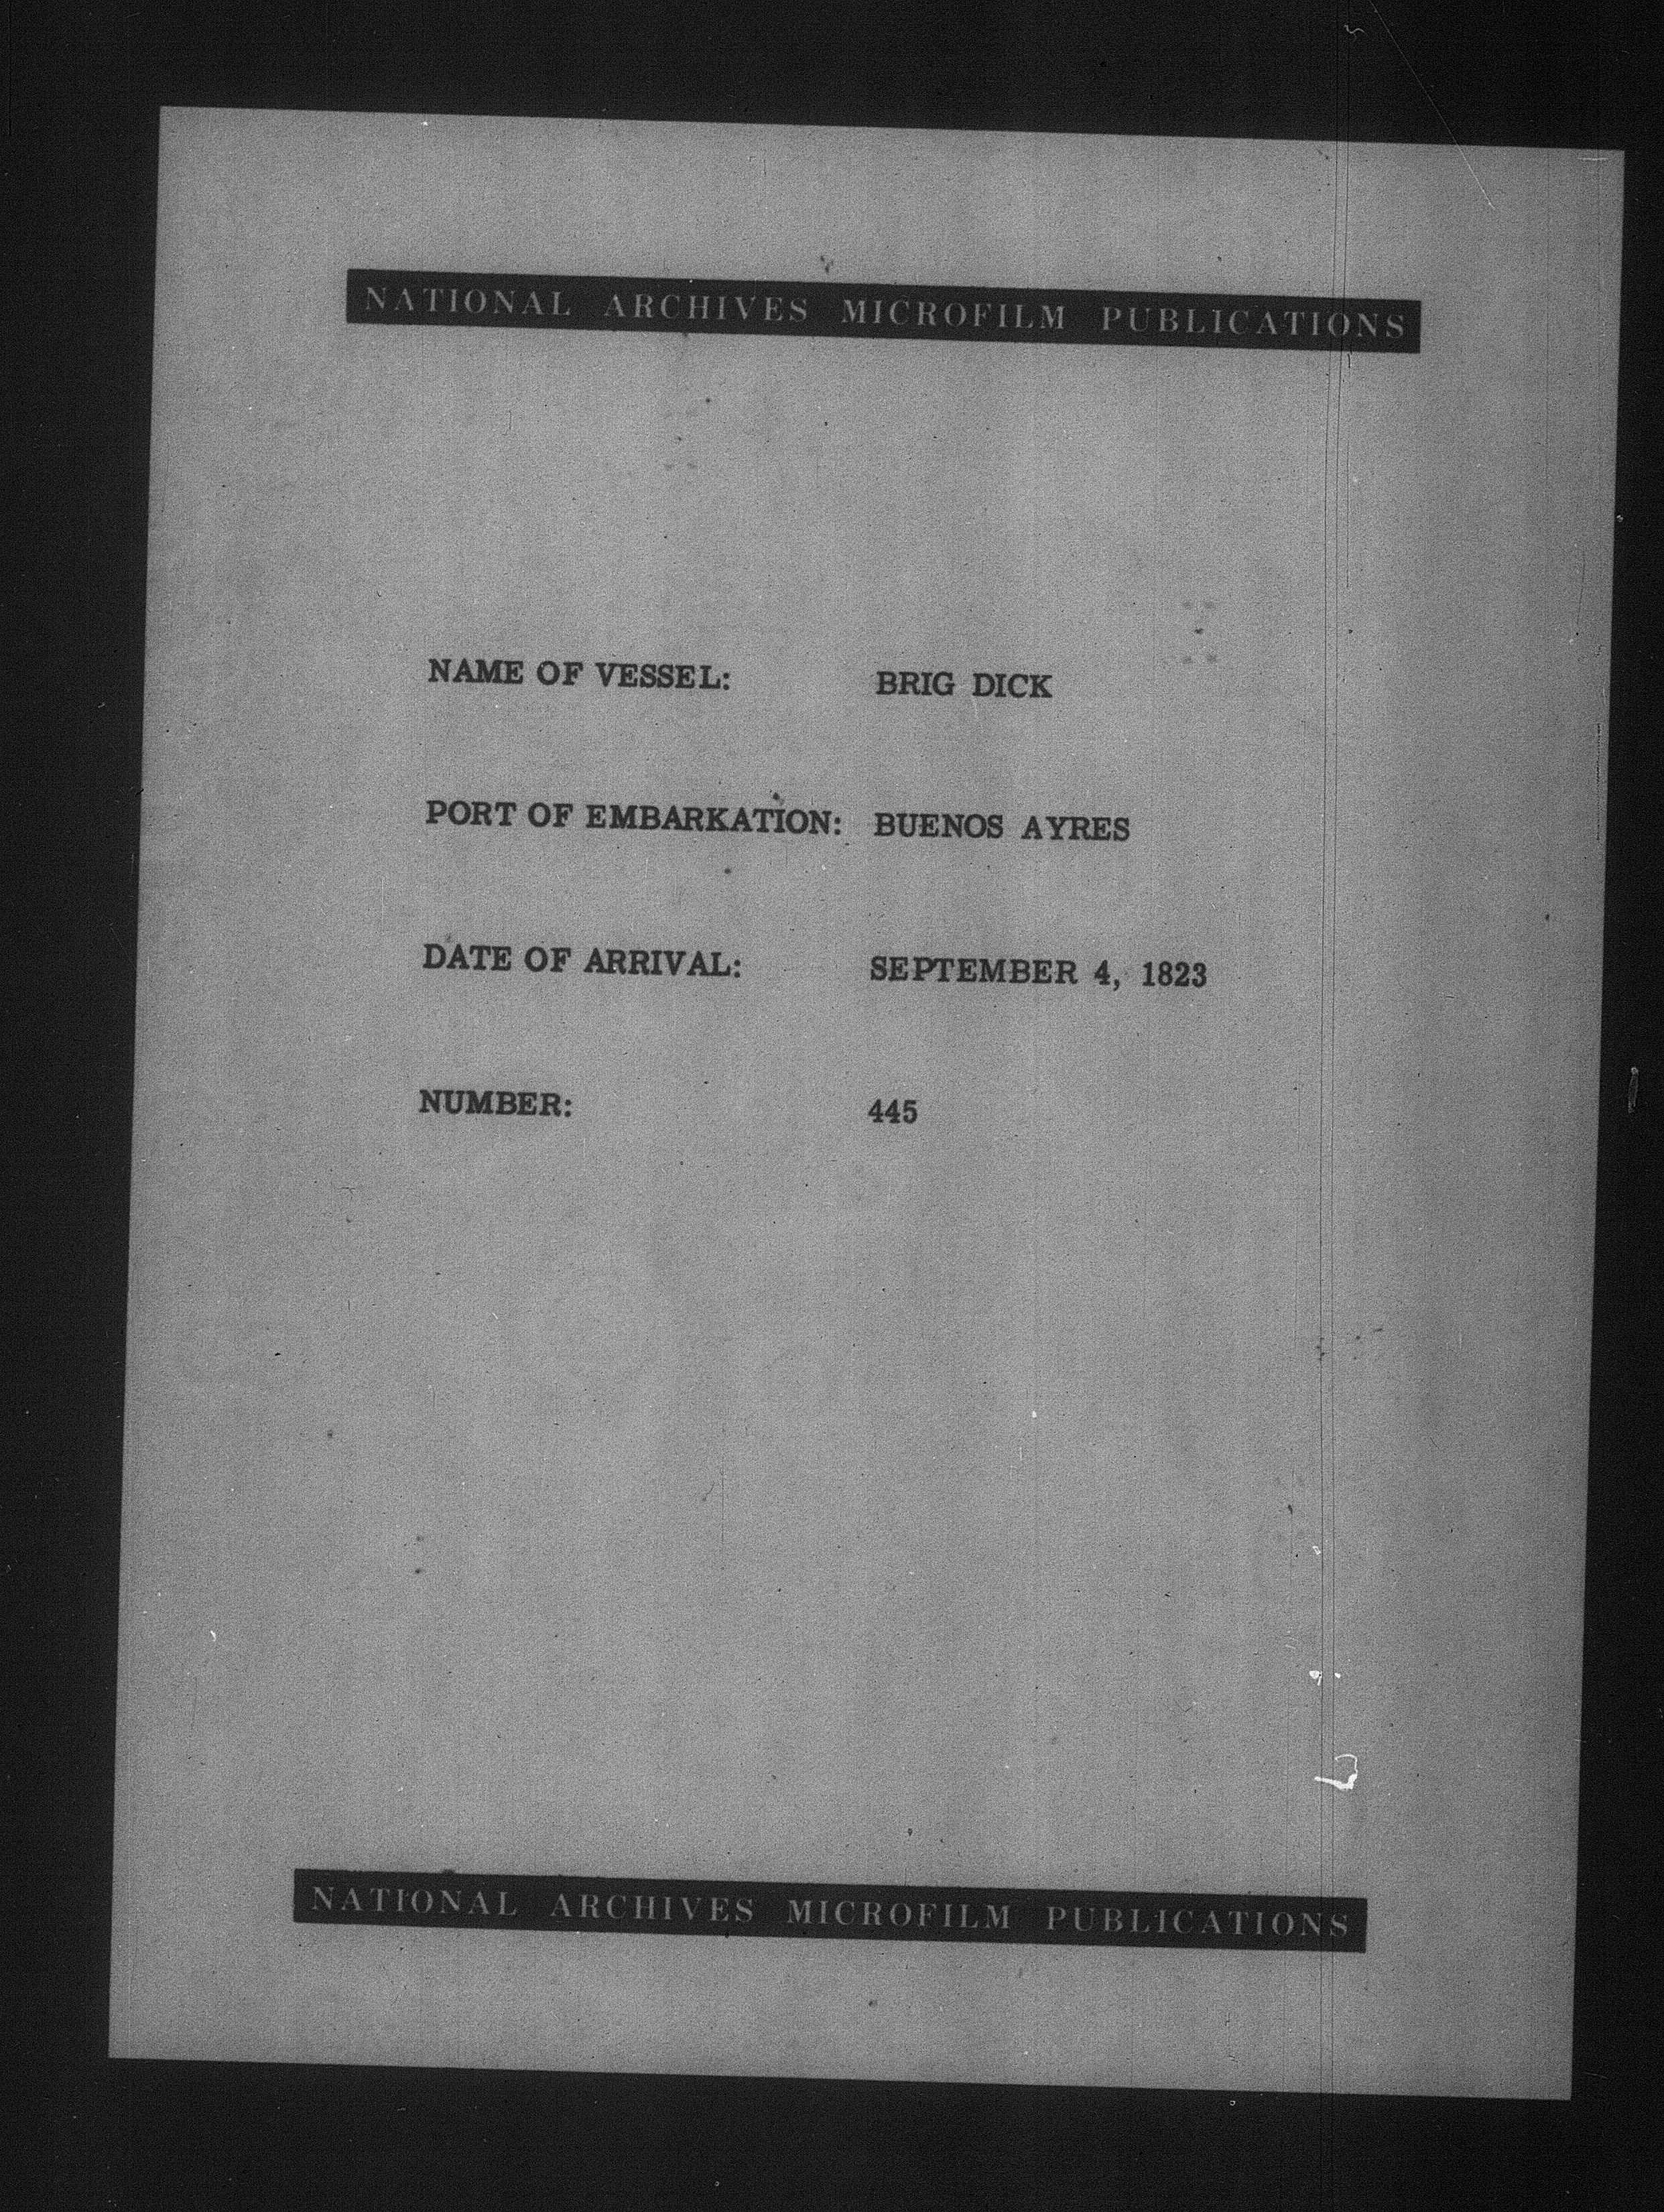 NATIONAL ARCHIVES MICROFILM PUBLICATIONS
NAME OF VESSEL: BRIG DICK
PORT OF EMBARKATION: BUENOS AYRES
DATE OF ARRIVAL: SEPTEMBER 4, 1823
NUMBER: 445
NATIONAL ARCHIVES MICROFILM PUBLICATIONS